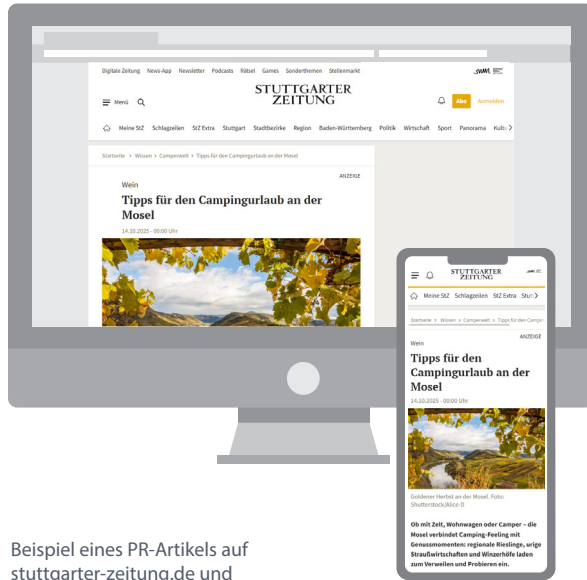 Digitale Zeitung News-App Newsletter Podcasts Rätsel Games Sonderthemen Stellenmarkt
STUTTGARTER
ZEITUNG
Menü
Abo Anmelden
Meine StZ Schlagzeilen StZ Extra Stuttgart Stadtbezirke Region Baden-Württemberg Politik Wirtschaft Sport Panorama Kultu
Startseite > Wissen > Camperwelt > Tipps für den Campingurlaub an der Mosel
ANZEIGE
Wein
Tipps für den Campingurlaub an der
Mosel
14.10.2025 - 00:00 Uhr
STUTTGARTER
ZEITUNG
Meine StZ Schlagzeilen StZ Extra Stutt
Startseite > Wissen > Camperwelt > Tipps für den Campin
ANZEIGE
Wein
Tipps für den
Campingurlaub an der
Mosel
14.10.2025 - 00:00 Uhr
Goldener Herbst an der Mosel. Foto:
Shutterstock/Alice-D
Ob mit Zelt, Wohnwagen oder Camper – die
Mosel verbindet Camping-Feeling mit
Genussmomenten: regionale Rieslinge, urige
Straußwirtschaften und Winzerhöfe laden
zum Verweilen und Probieren ein.
Beispiel eines PR-Artikels auf
stuttgarter-zeitung.de und